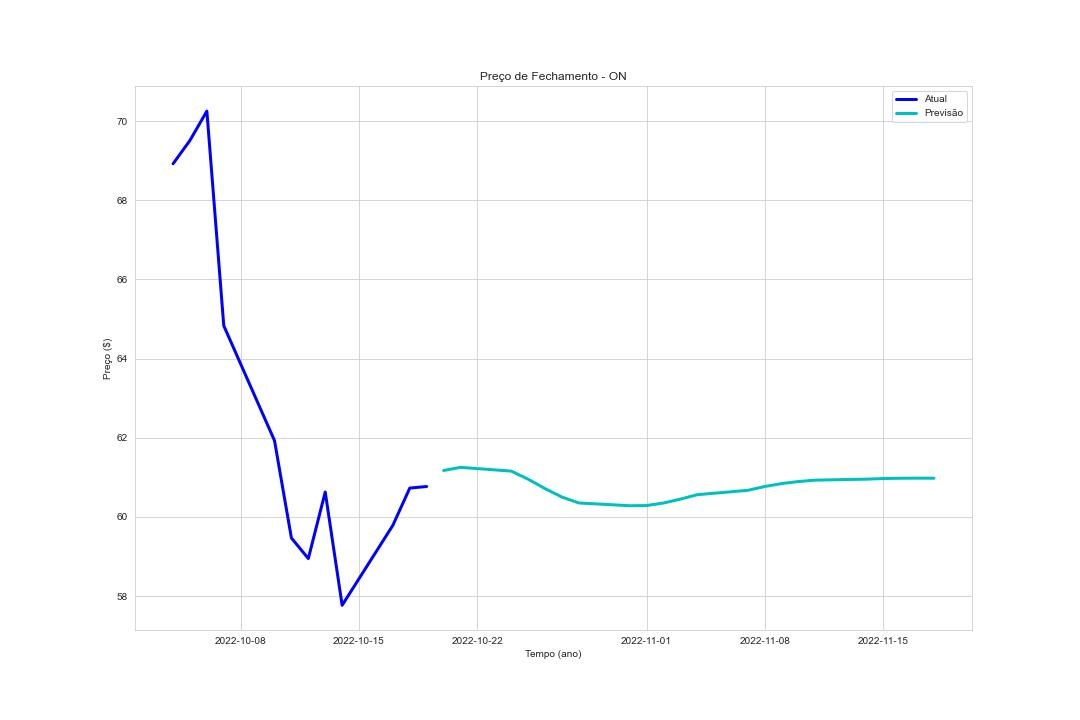 Preço de Fechamento - ON
Atual
Previsão
Preço ($)
70
68
66
64
62
60
58
2022-10-08
2022-10-15
2022-10-22
2022-11-01
2022-11-08
2022-11-15
Tempo (ano)